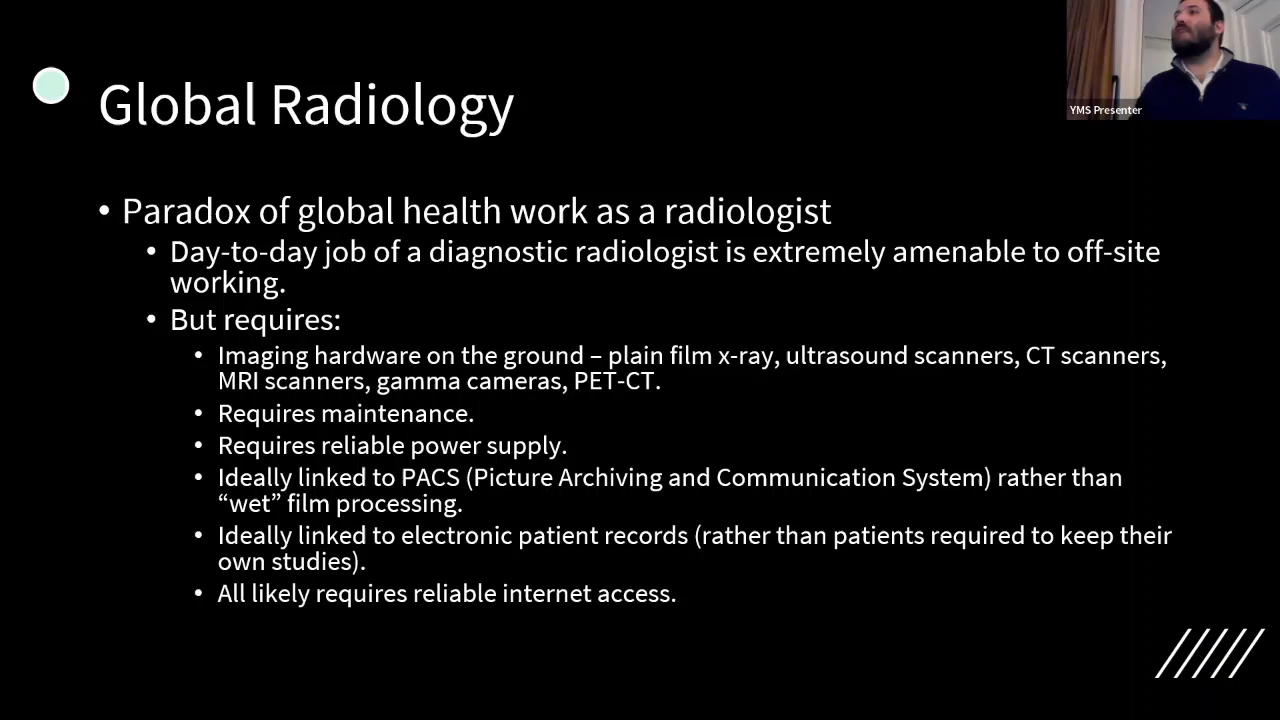 YMS Presenter
Global Radiology
• Paradox of global health work as a radiologist
• Day-to-day job of a diagnostic radiologist is extremely amenable to off-site
working.
• But requires:
• Imaging hardware on the ground – plain film x-ray, ultrasound scanners, CT scanners,
MRI scanners, gamma cameras, PET-CT.
• Requires maintenance.
• Requires reliable power supply.
• Ideally linked to PACS (Picture Archiving and Communication System) rather than
“wet” film processing.
• Ideally linked to electronic patient records (rather than patients required to keep their
own studies).
• All likely requires reliable internet access.